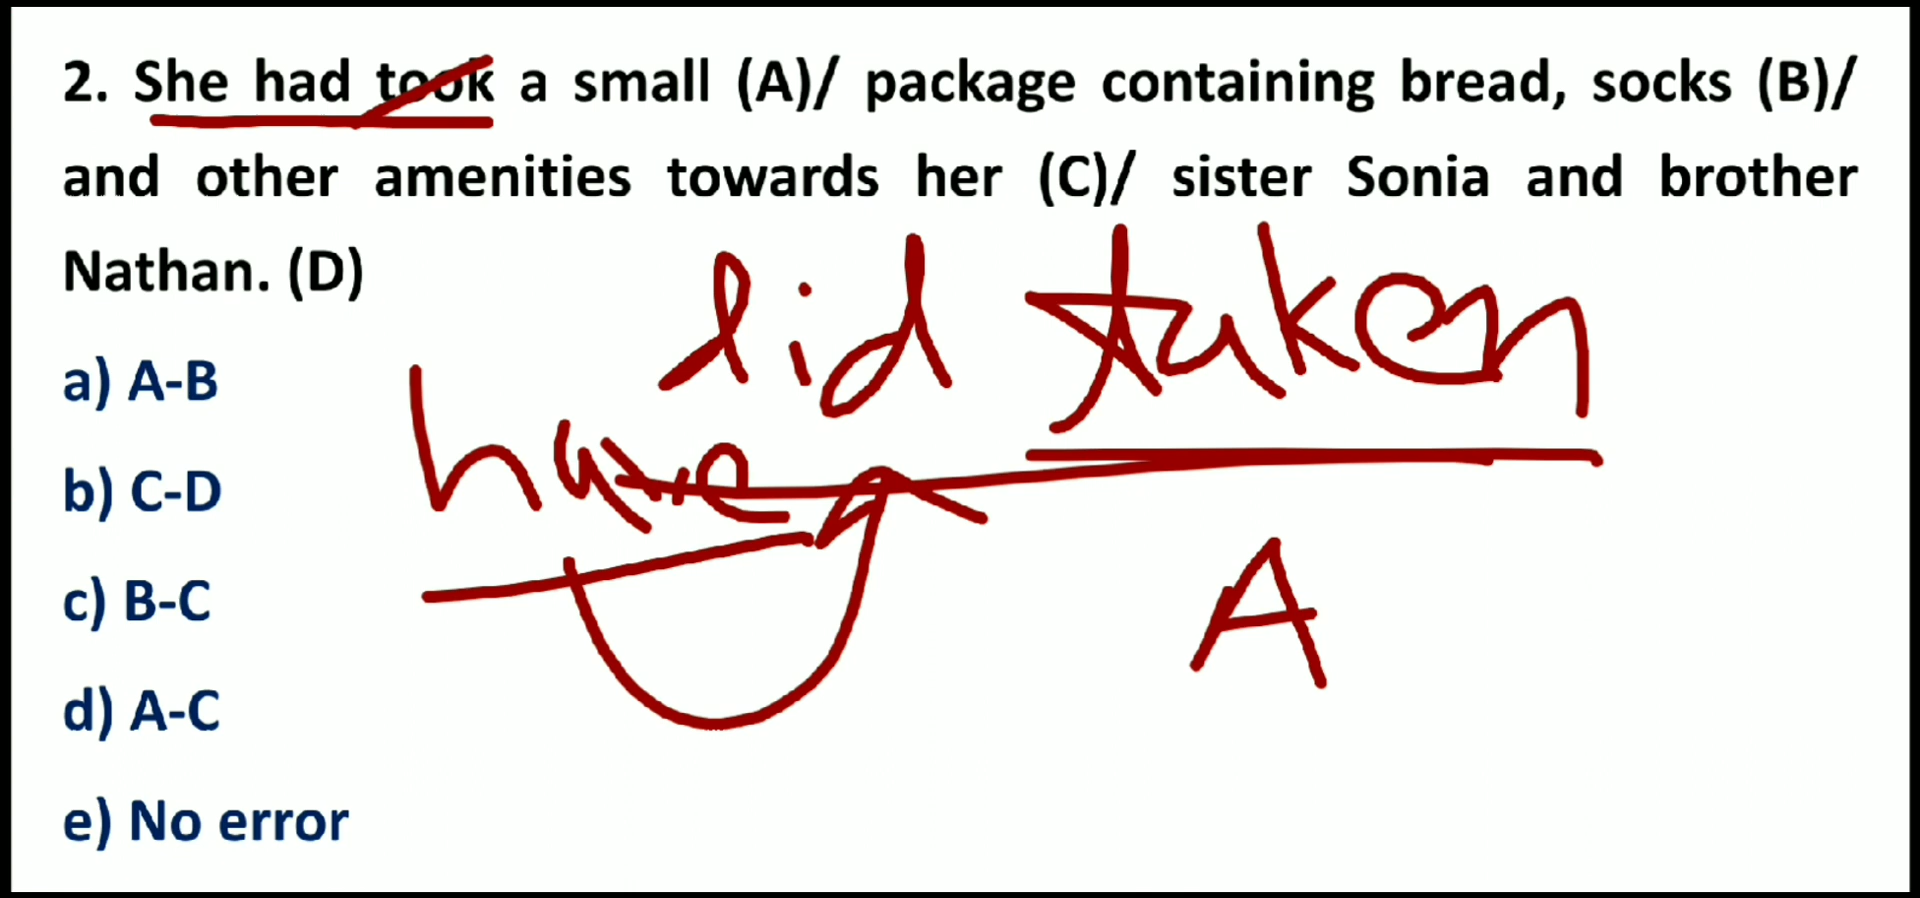 2. She had took a small (A)/ package containing bread, socks (B)/
and other amenities towards her (C)/ sister Sonia and brother
Nathan. (D)
did taken
a) A-B
have
b) C-D
c) B-C
A
d) A-C
e) No error